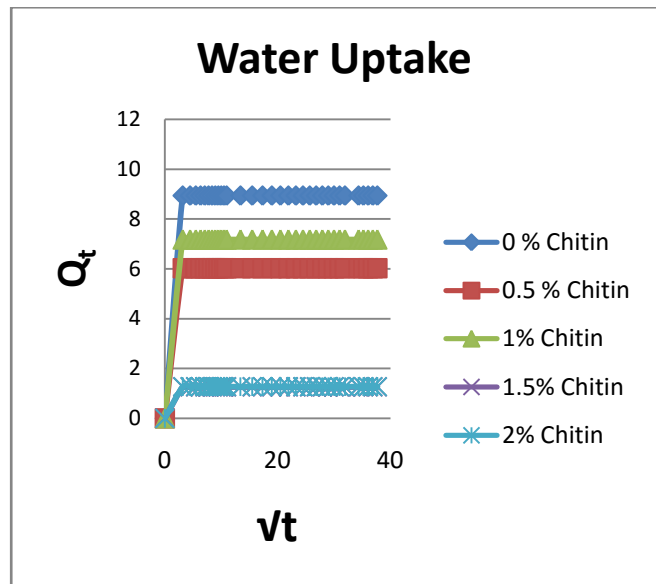 Water Uptake
12
10
8
6
4
2
0
Qt
0 20 40
√t
0 % Chitin
0.5 % Chitin
1% Chitin
1.5% Chitin
2% Chitin